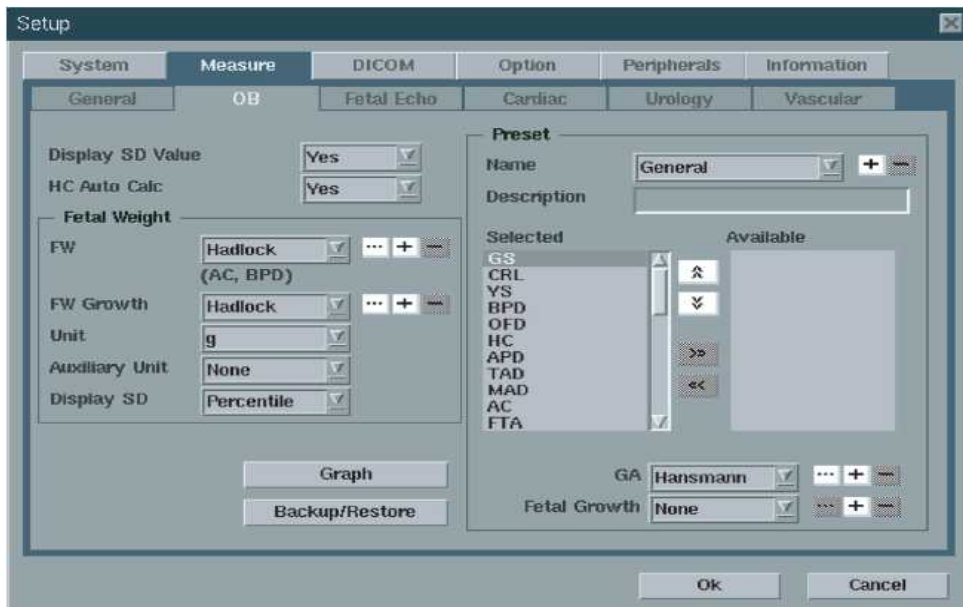 Setup
System Measure DICOM Option Peripherals Information
General OB Fetal Echo Cardiac Urology Vascular
Display SD Value Yes
HC Auto Calc Yes
Fetal Weight
FW Hadlock ... + -
(AC, BPD)
FW Growth Hadlock ... + -
Unit g
Auxiliary Unit None
Display SD Percentile
Graph
Backup/Restore
Preset
Name General + -
Description
Selected Available
GS
CRL
YS
BPD
OFD
HC
APD
TAD
MAD
AC
FTA
>>
<<
GA Hansmann ... + -
Fetal Growth None ... + -
Ok Cancel